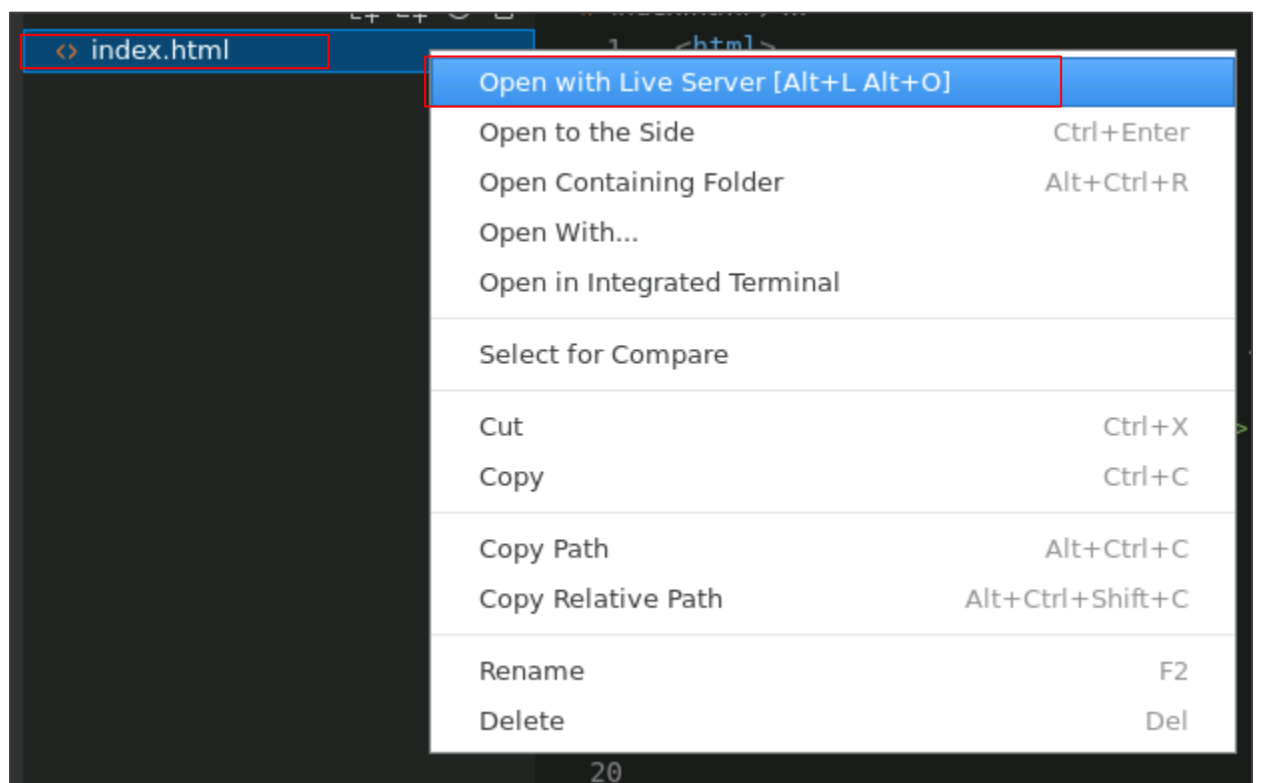 index.html
1 <html>
Open with Live Server [Alt+L Alt+O]
Open to the Side Ctrl+Enter
Open Containing Folder Alt+Ctrl+R
Open With...
Open in Integrated Terminal
Select for Compare
Cut Ctrl+X
Copy Ctrl+C
Copy Path Alt+Ctrl+C
Copy Relative Path Alt+Ctrl+Shift+C
Rename F2
Delete Del
20